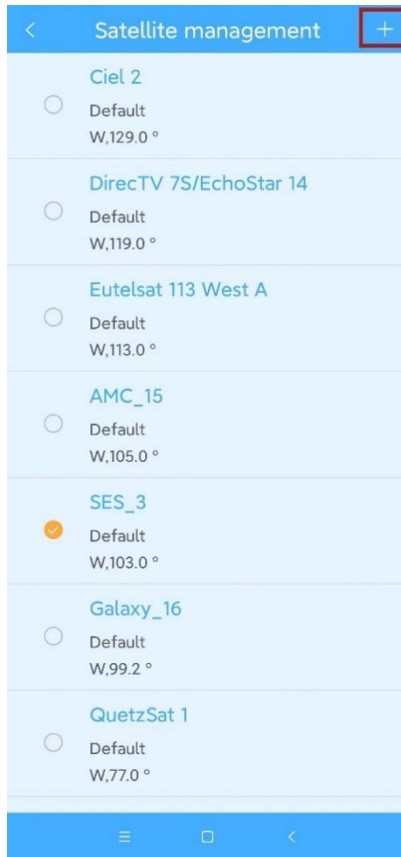 Satellite management
Ciel 2
Default
W,129.0 °
DirecTV 7S/EchoStar 14
Default
W,119.0 °
Eutelsat 113 West A
Default
W,113.0 °
AMC_15
Default
W,105.0 °
SES_3
Default
W,103.0 °
Galaxy_16
Default
W,99.2 °
QuetzSat 1
Default
W,77.0 °